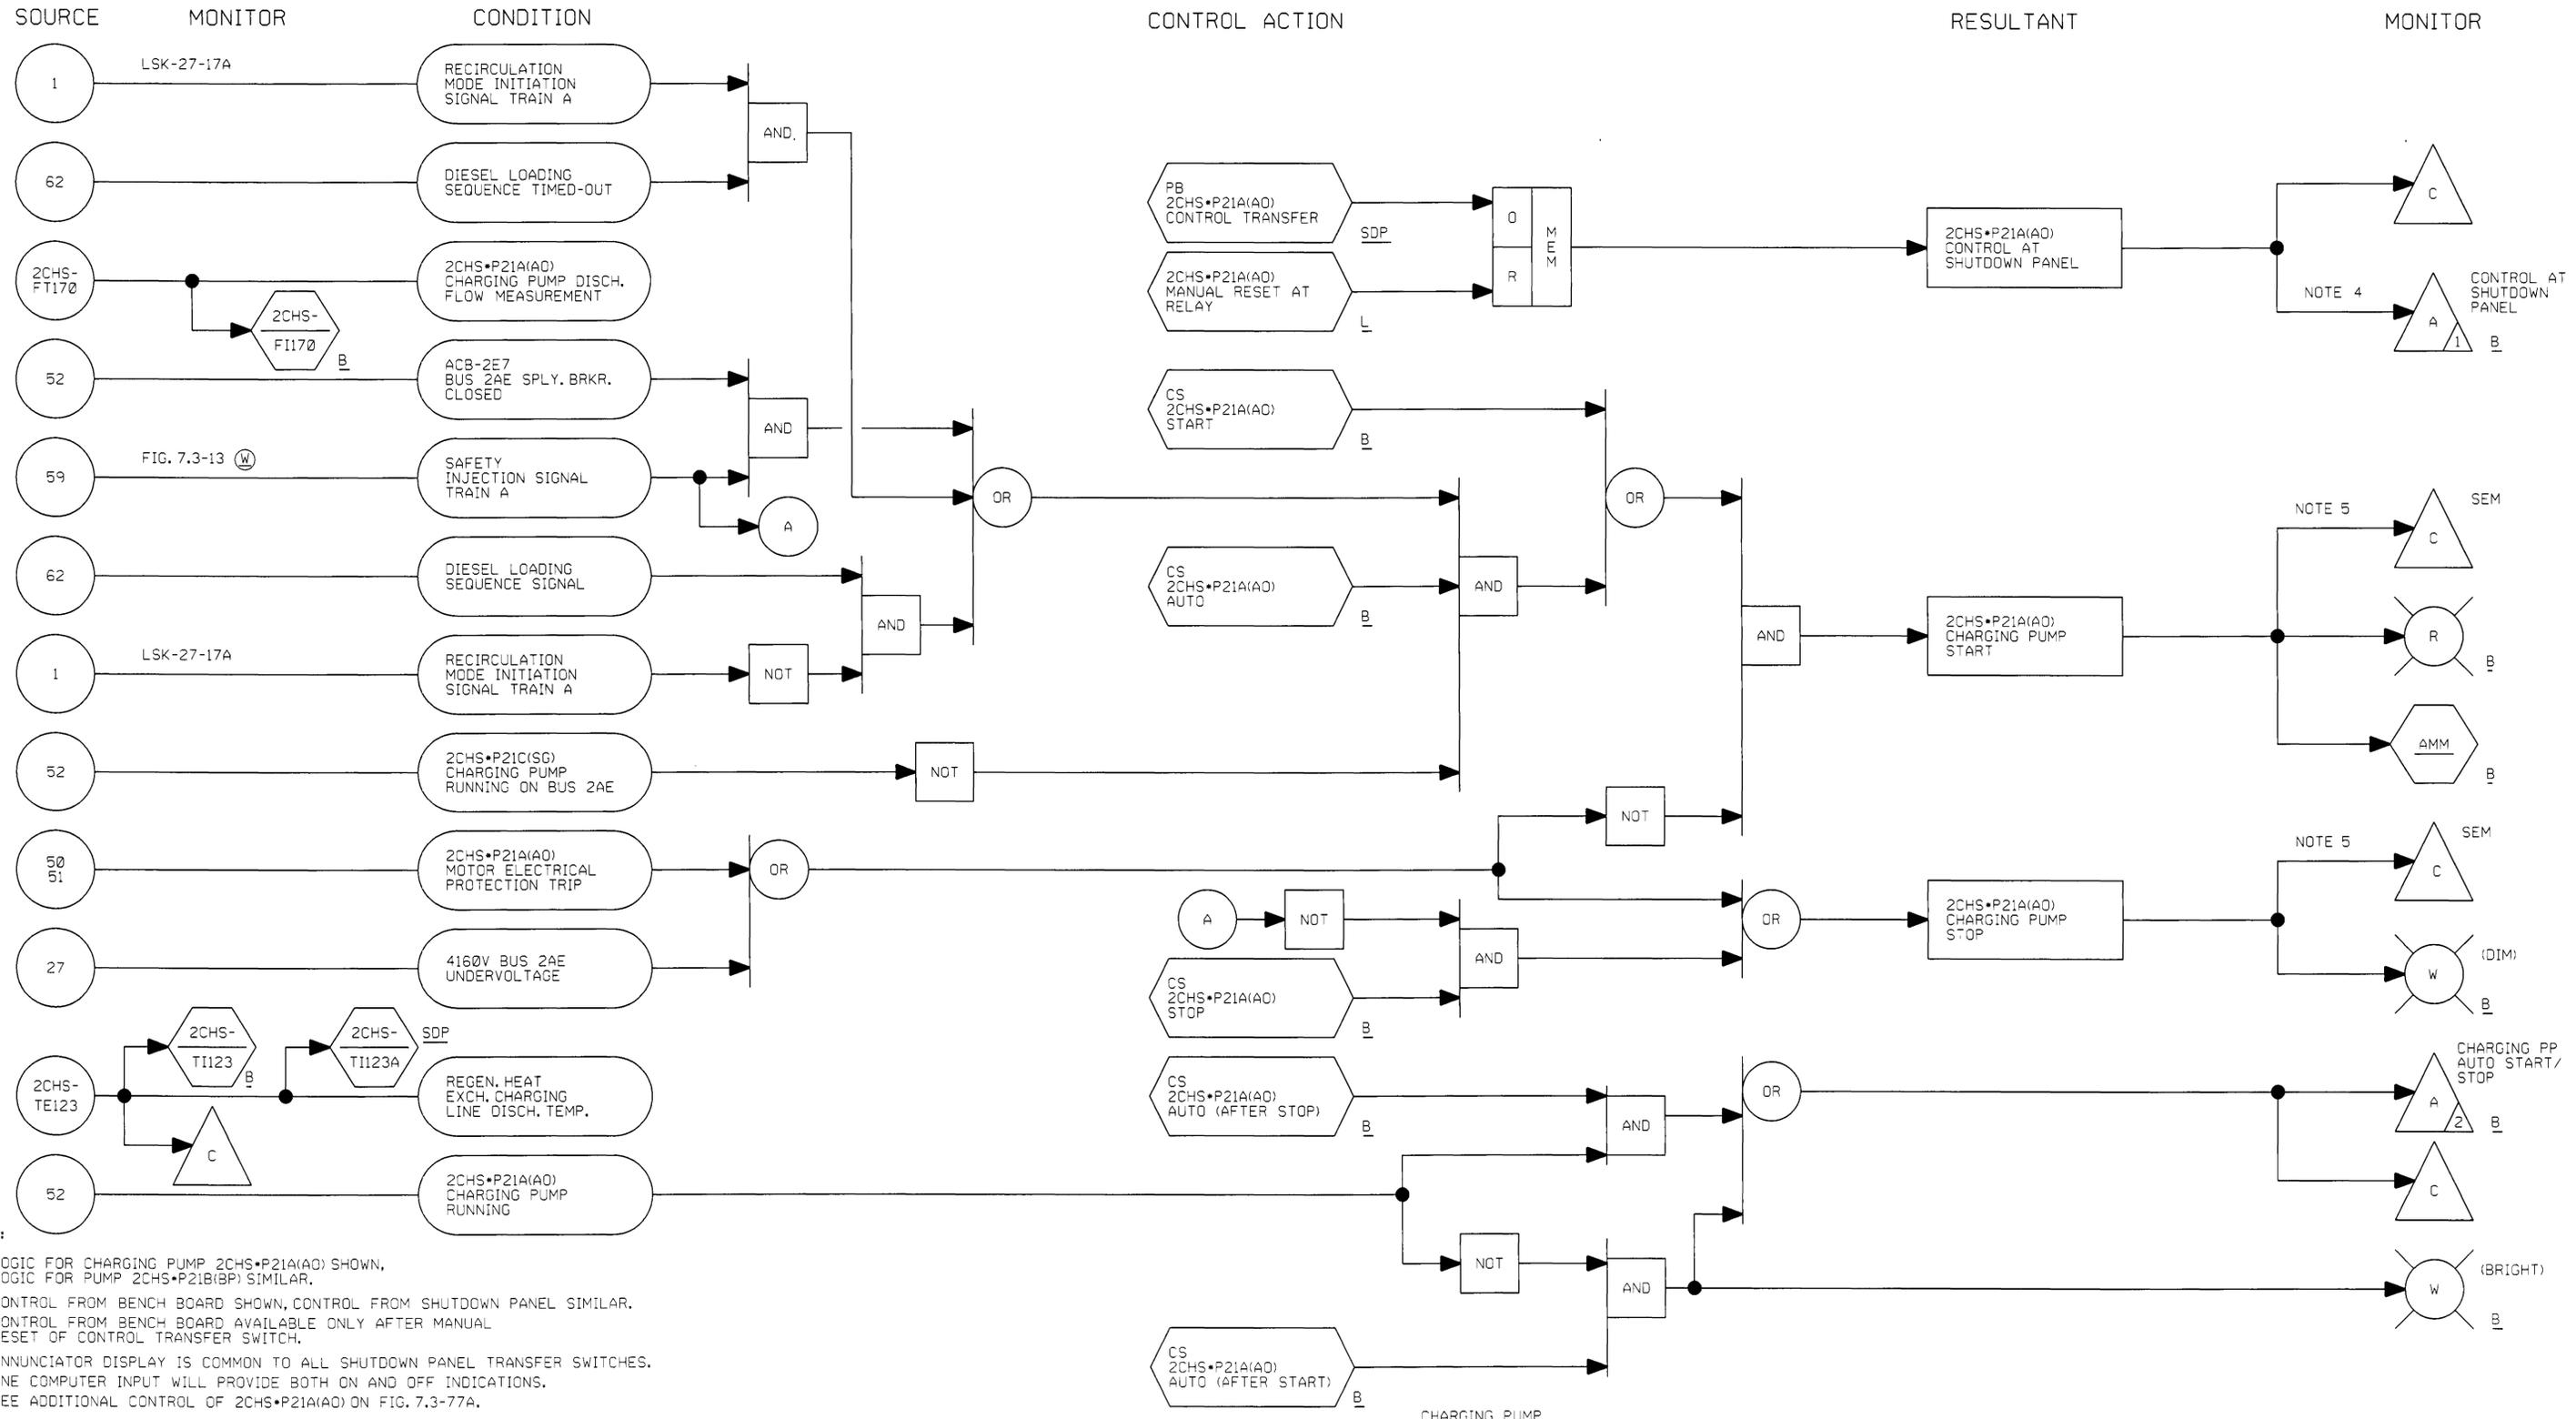 SOURCE MONITOR CONDITION CONTROL ACTION RESULTANT MONITOR
1
LSK-27-17A
RECIRCULATION
MODE INITIATION
SIGNAL TRAIN A
AND
62
DIESEL LOADING
SEQUENCE TIMED-OUT
2CHS-
FT170
2CHS-
FI170
B
2CHS•P21A(AO)
CHARGING PUMP DISCH.
FLOW MEASUREMENT
52
ACB-2E7
BUS 2AE SPLY. BRKR.
CLOSED
AND
59
FIG. 7.3-13 W
SAFETY
INJECTION SIGNAL
TRAIN A
A
OR
62
DIESEL LOADING
SEQUENCE SIGNAL
AND
1
LSK-27-17A
RECIRCULATION
MODE INITIATION
SIGNAL TRAIN A
NOT
52
2CHS•P21C(SG)
CHARGING PUMP
RUNNING ON BUS 2AE
NOT
50
51
2CHS•P21A(AO)
MOTOR ELECTRICAL
PROTECTION TRIP
OR
27
4160V BUS 2AE
UNDERVOLTAGE
2CHS-
TE123
2CHS-
TI123
B
2CHS-
TI123A
SDP
C
REGEN. HEAT
EXCH. CHARGING
LINE DISCH. TEMP.
52
2CHS•P21A(AO)
CHARGING PUMP
RUNNING
PB
2CHS•P21A(AO)
CONTROL TRANSFER
SDP
2CHS•P21A(AO)
MANUAL RESET AT
RELAY
L
O
R
MEM
2CHS•P21A(AO)
CONTROL AT
SHUTDOWN PANEL
C
NOTE 4
A
1
CONTROL AT
SHUTDOWN
PANEL
B
CS
2CHS•P21A(AO)
START
B
OR
CS
2CHS•P21A(AO)
AUTO
B
AND
AND
NOT
2CHS•P21A(AO)
CHARGING PUMP
START
NOTE 5
C
SEM
R
B
AMM
B
A
NOT
CS
2CHS•P21A(AO)
STOP
B
AND
OR
2CHS•P21A(AO)
CHARGING PUMP
STOP
NOTE 5
C
SEM
W
(DIM)
B
CS
2CHS•P21A(AO)
AUTO (AFTER STOP)
B
AND
OR
CHARGING PP
AUTO START/
STOP
A
2
B
C
NOT
AND
CS
2CHS•P21A(AO)
AUTO (AFTER START)
B
W
(BRIGHT)
B
:
OGIC FOR CHARGING PUMP 2CHS•P21A(AO) SHOWN,
OGIC FOR PUMP 2CHS•P21B(BP) SIMILAR.
ONTROL FROM BENCH BOARD SHOWN, CONTROL FROM SHUTDOWN PANEL SIMILAR.
ONTROL FROM BENCH BOARD AVAILABLE ONLY AFTER MANUAL
ESET OF CONTROL TRANSFER SWITCH.
NNUNCIATOR DISPLAY IS COMMON TO ALL SHUTDOWN PANEL TRANSFER SWITCHES.
NE COMPUTER INPUT WILL PROVIDE BOTH ON AND OFF INDICATIONS.
EE ADDITIONAL CONTROL OF 2CHS•P21A(AO) ON FIG. 7.3-77A.
CHARGING PUMP